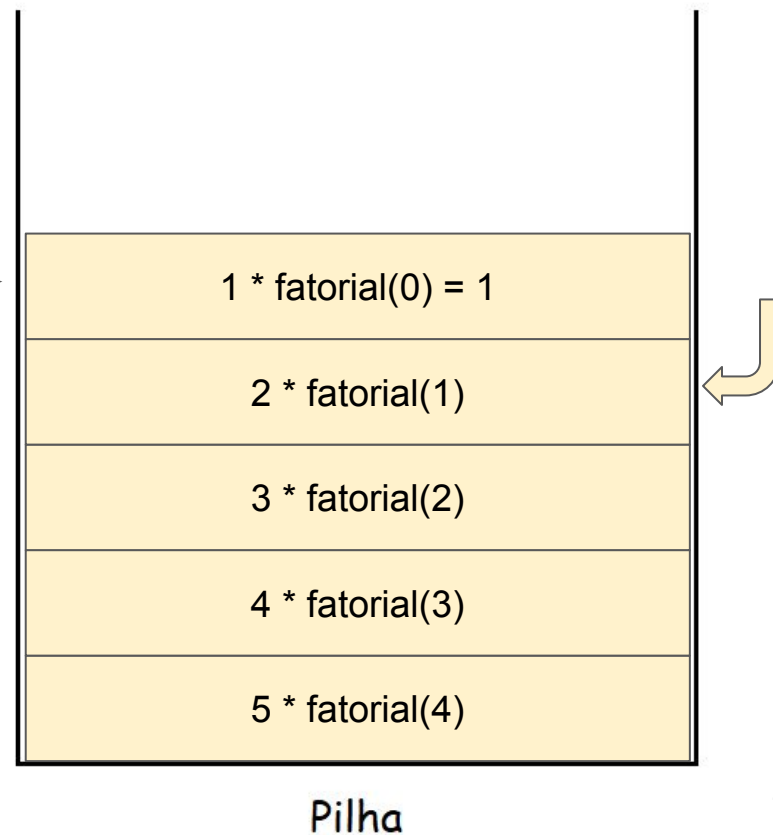 1 * fatorial(0) = 1
2 * fatorial(1)
3 * fatorial(2)
4 * fatorial(3)
5 * fatorial(4)
Pilha